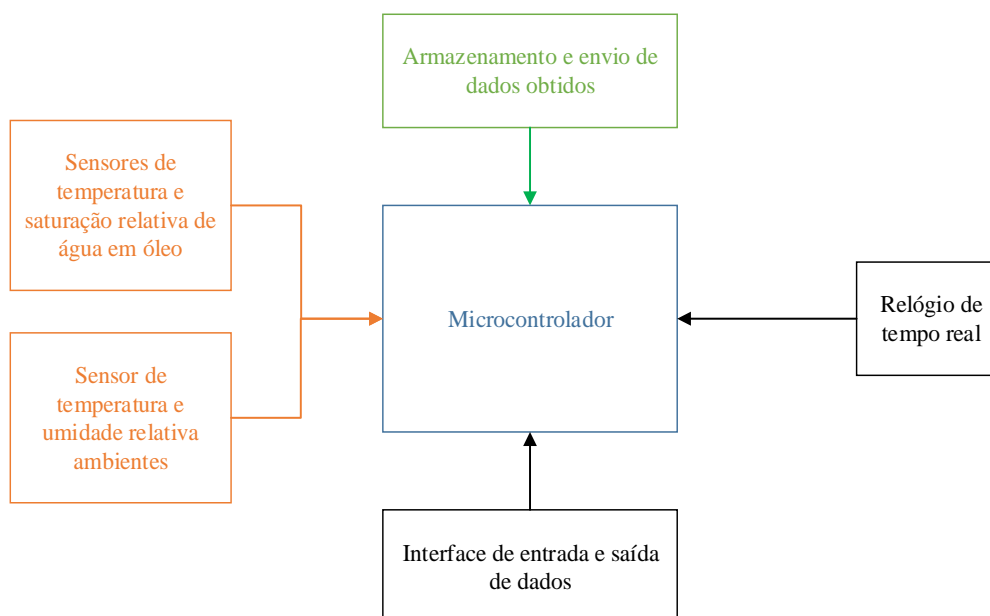 Armazenamento e envio de
dados obtidos
Sensores de
temperatura e
saturação relativa de
água em óleo
Microcontrolador
Relógio de
tempo real
Sensor de
temperatura e
umidade relativa
ambientes
Interface de entrada e saída
de dados